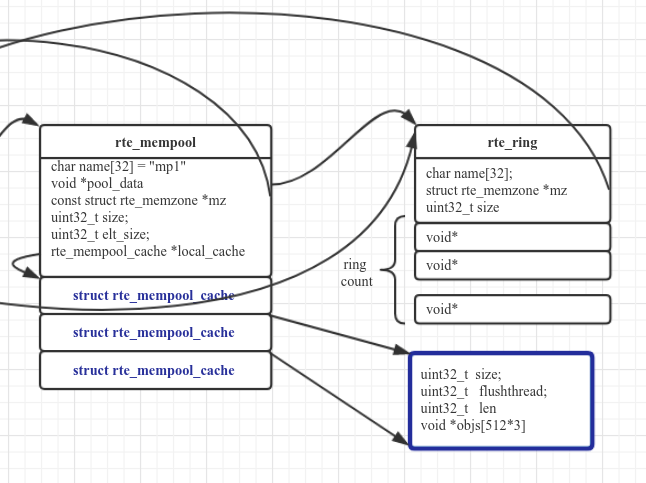 rte_mempool
char name[32] = "mp1"
void *pool_data
const struct rte_memzone *mz
uint32_t size;
uint32_t elt_size;
rte_mempool_cache *local_cache
struct rte_mempool_cache
struct rte_mempool_cache
struct rte_mempool_cache
rte_ring
char name[32];
struct rte_memzone *mz
uint32_t size
ring
count
void*
void*
void*
uint32_t  size;
uint32_t   flushthread;
uint32_t   len
void *objs[512*3]